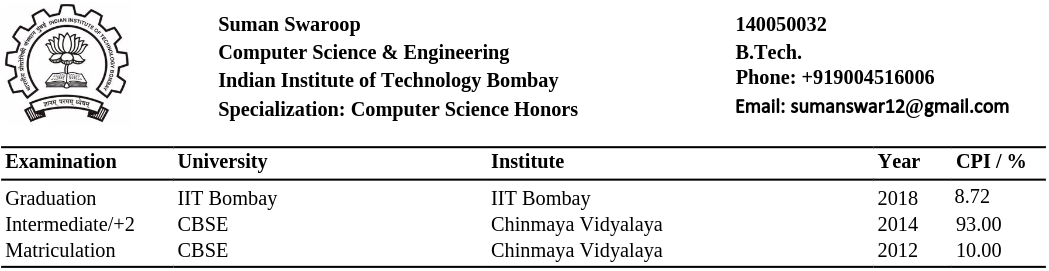 INDIAN INSTITUTE OF TECHNOLOGY BOMBAY
ज्ञानम् परमम् ध्येयम्
Suman Swaroop 140050032
Computer Science & Engineering B.Tech.
Indian Institute of Technology Bombay Phone: +919004516006
Specialization: Computer Science Honors Email: sumanswar12@gmail.com
Examination University Institute Year CPI / %
Graduation IIT Bombay IIT Bombay 2018 8.72
Intermediate/+2 CBSE Chinmaya Vidyalaya 2014 93.00
Matriculation CBSE Chinmaya Vidyalaya 2012 10.00